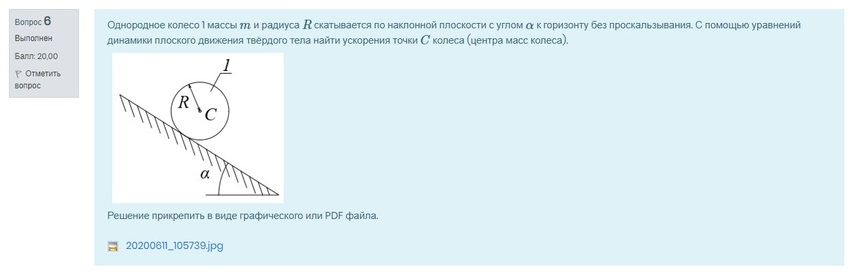 Вопрос 6
Выполнен
Балл: 20,00
Отметить
вопрос
Однородное колесо 1 массы m и радиуса R скатывается по наклонной плоскости с углом α к горизонту без проскальзывания. С помощью уравнений
динамики плоского движения твёрдого тела найти ускорения точки C колеса (центра масс колеса).
1
R
C
α
Решение прикрепить в виде графического или PDF файла.
20200611_105739.jpg